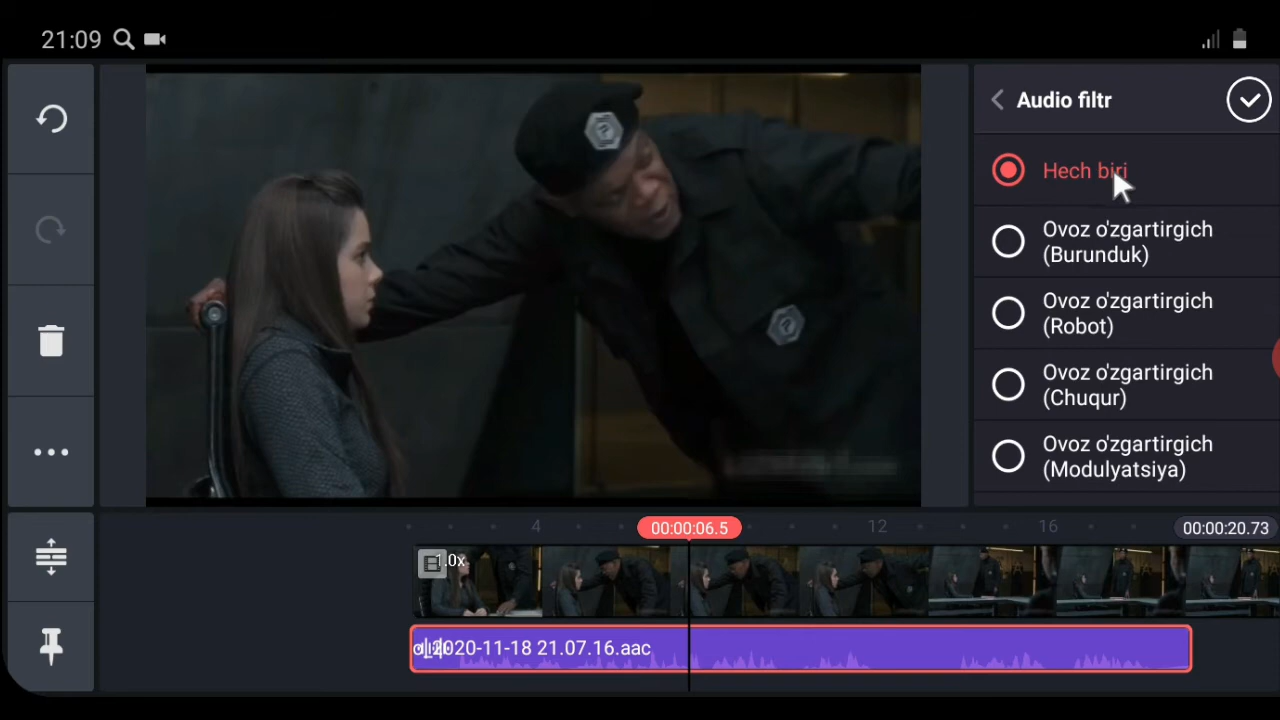 21:09
Audio filtr
Hech biri
Ovoz o'zgartirgich
(Burunduk)
Ovoz o'zgartirgich
(Robot)
Ovoz o'zgartirgich
(Chuqur)
Ovoz o'zgartirgich
(Modulyatsiya)
4
00:00:06.5
12
16
00:00:20.73
1.0x
2020-11-18 21.07.16.aac